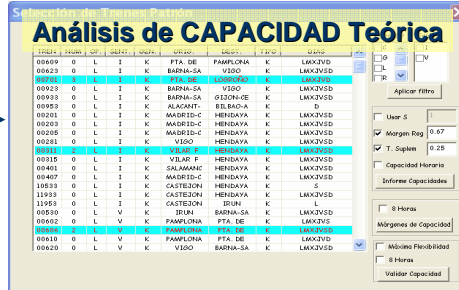 Selección de Trenes Patrón
Análisis de CAPACIDAD Teórica
TREN NUM OF. SENT. GEN. ORIG. DEST. TIPO DIAS
00609 0 L I K PTA. DE PAMPLONA K LMXJVD
00623 0 L I K BARNA-SA VIGO K LMXJVSD
00701 3 L I K PTA. DE LOGROÑO K LMXJVD
00923 0 L I K BARNA-SA VIGO K LMXJVSD
00933 0 L I K BARNA-SA GIJON-CE K LMXJVSD
00953 0 L I K ALACANT- BILBAO-A K D
00201 0 L I K MADRID-C HENDAYA K LMXJVSD
00203 0 L I K MADRID-C HENDAYA K LMXJVSD
00205 0 L I K MADRID-C HENDAYA K LMXJVSD
00281 0 L I K VIGO HENDAYA K LMXJVSD
00311 2 L I K VILAR F HENDAYA K LMXJVSD
00315 0 L I K VILAR F HENDAYA K LMXJVSD
00401 0 L I K SALAMANC HENDAYA K LMXJVSD
00407 0 L I K MADRID-C HENDAYA K LMXJVSD
10533 0 L I K CASTEJON HENDAYA K S
11933 0 L I K CASTEJON HENDAYA K LMXJVSD
11953 0 L I K CASTEJON IRUN K L
00530 0 L V K IRUN BARNA-SA K LMXJVSD
00602 0 L V K PAMPLONA PTA. DE K LMXJV
00606 2 L V K PAMPLONA PTA. DE K LMXJVSD
00610 0 L V K PAMPLONA PTA. DE K LMXJVD
00620 0 L V K VIGO BARNA-SA K LMXJVSD
C I
G V
L
R
Aplicar filtro
Usar S 1
Margen Reg 0.67
T. Suplem 0.25
Capacidad Horaria
Informe Capacidades
8 Horas
Márgenes de Capacidad
Máxima Flexibilidad
8 Horas
Validar Capacidad